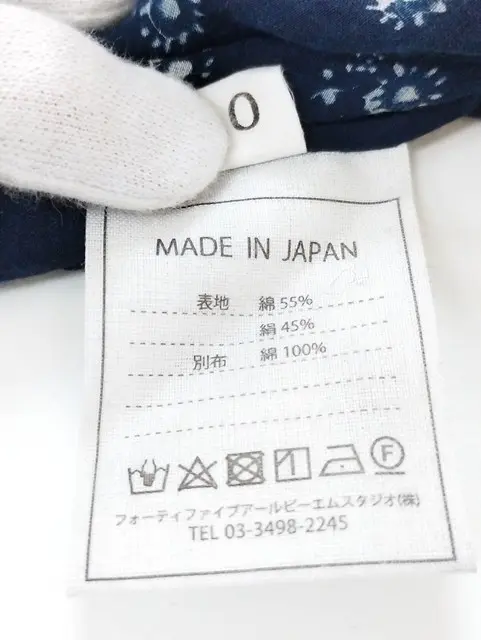 0
MADE IN JAPAN
表地 綿 55%
絹 45%
別布 綿 100%
F
フォーティファイブアールピーエムスタジオ(株)
TEL 03-3498-2245